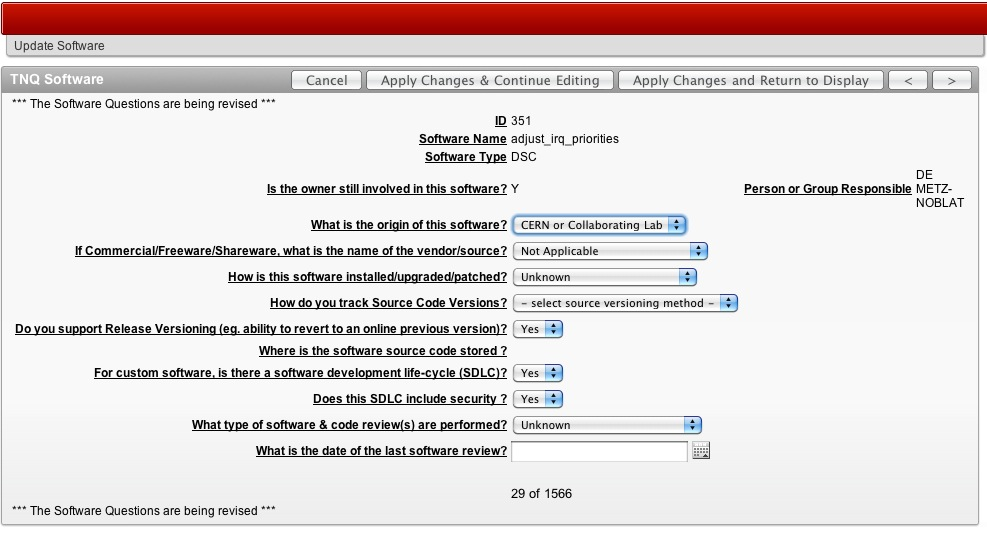 Update Software
TNQ Software Cancel Apply Changes & Continue Editing Apply Changes and Return to Display < >
*** The Software Questions are being revised ***
ID 351
Software Name adjust_irq_priorities
Software Type DSC
Is the owner still involved in this software? Y Person or Group Responsible DE
METZ-
NOBLAT
What is the origin of this software? CERN or Collaborating Lab
If Commercial/Freeware/Shareware, what is the name of the vendor/source? Not Applicable
How is this software installed/upgraded/patched? Unknown
How do you track Source Code Versions? - select source versioning method -
Do you support Release Versioning (eg. ability to revert to an online previous version)? Yes
Where is the software source code stored ?
For custom software, is there a software development life-cycle (SDLC)? Yes
Does this SDLC include security ? Yes
What type of software & code review(s) are performed? Unknown
What is the date of the last software review?
29 of 1566
*** The Software Questions are being revised ***